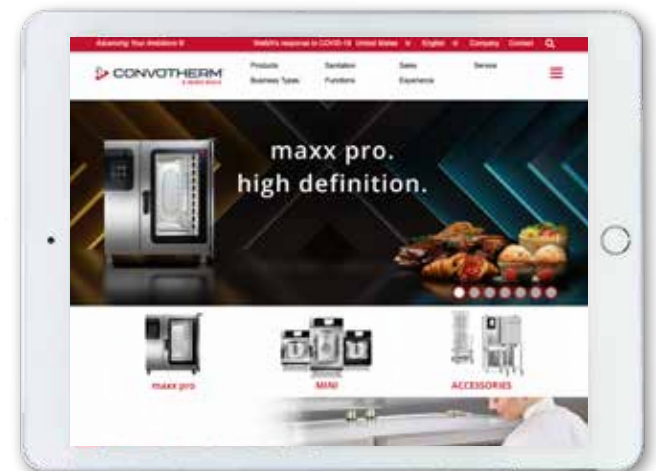 Advancing Your Ambitions Welbilt's response to COVID-19 United States English Company Contact
CONVOTHERM
Products Sanitation Sales Service
Business Types Functions Experience
maxx pro.
high definition.
maxx pro MINI ACCESSORIES